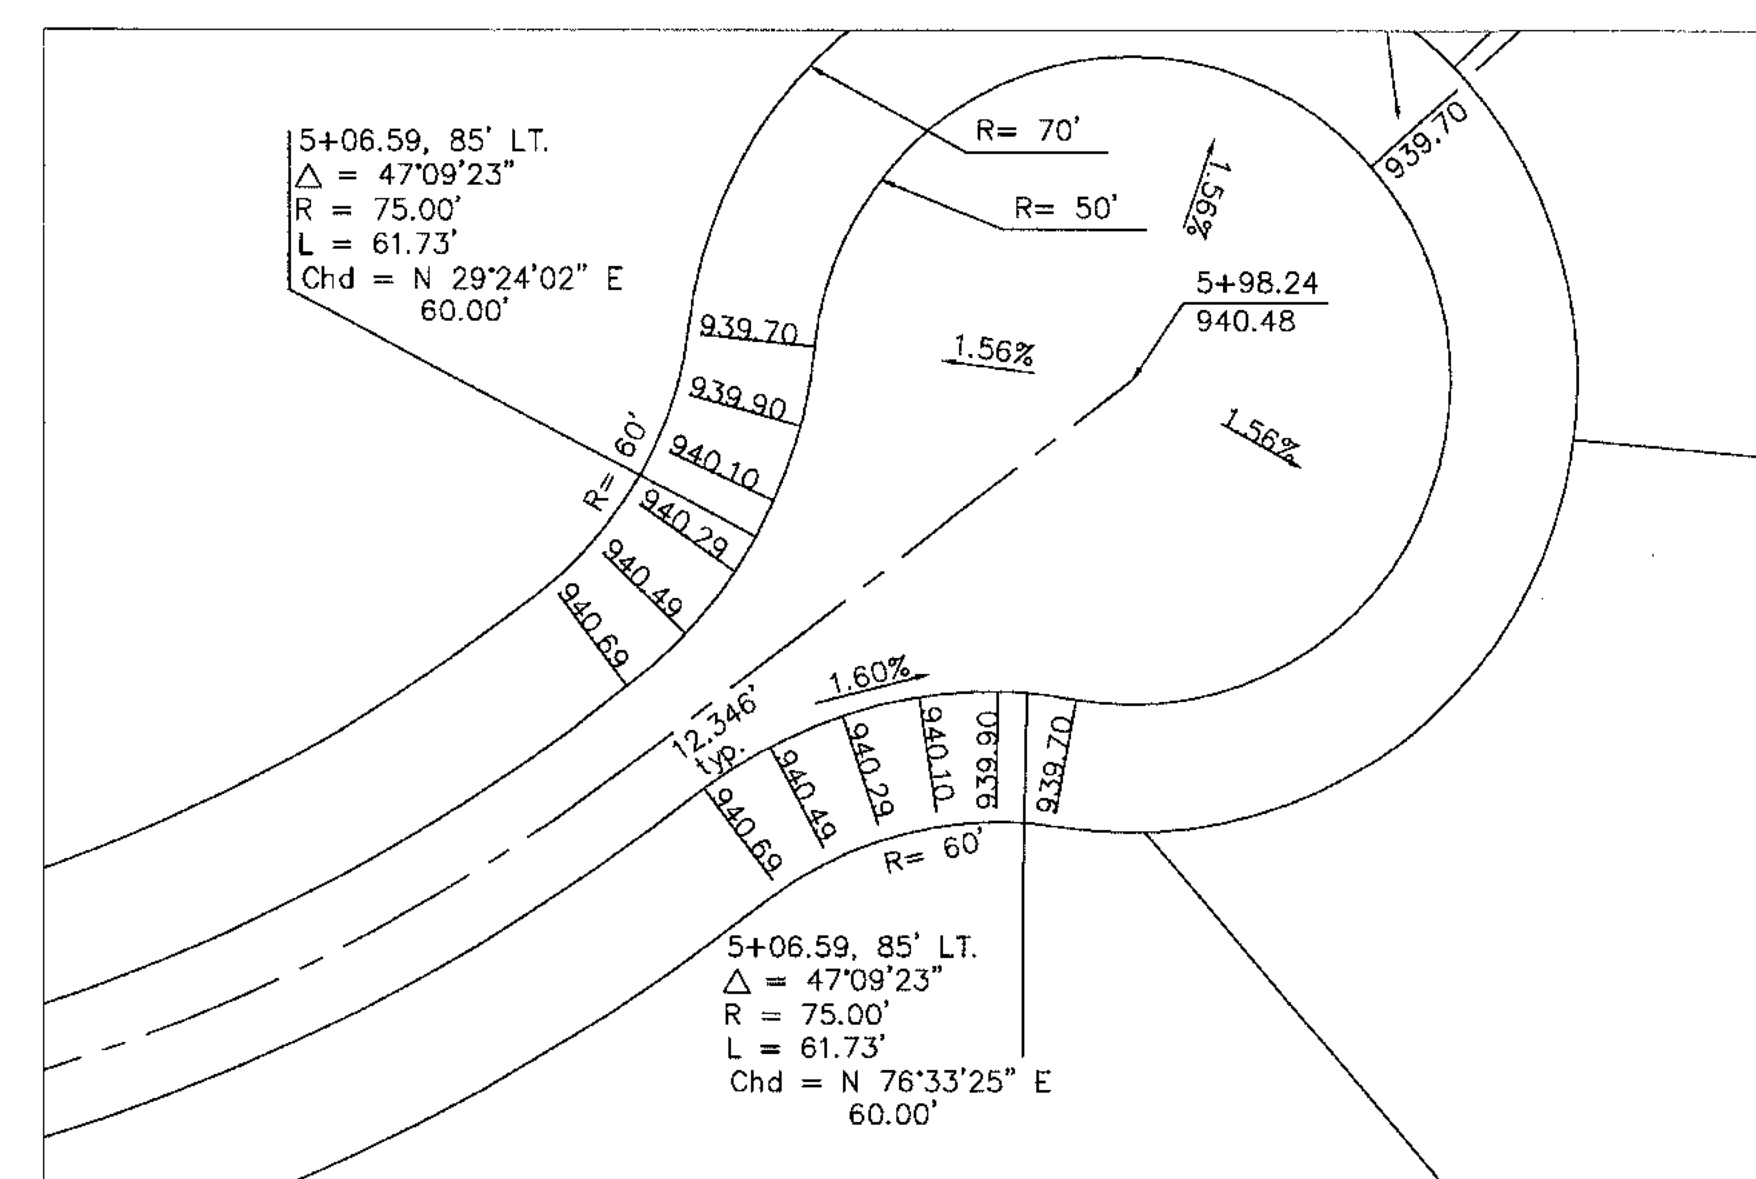 5+06.59, 85' LT.
△ = 47°09'23"
R = 75.00'
L = 61.73'
Chd = N 29°24'02" E
60.00'
R= 70'
R= 50'
1.56%
939.70
5+98.24
940.48
1.56%
1.56%
939.70
939.90
940.10
940.29
940.49
940.69
R= 60'
1.60%
12.346'
typ.
940.69
940.49
940.29
940.10
939.90
939.70
R= 60'
5+06.59, 85' LT.
△ = 47°09'23"
R = 75.00'
L = 61.73'
Chd = N 76°33'25" E
60.00'